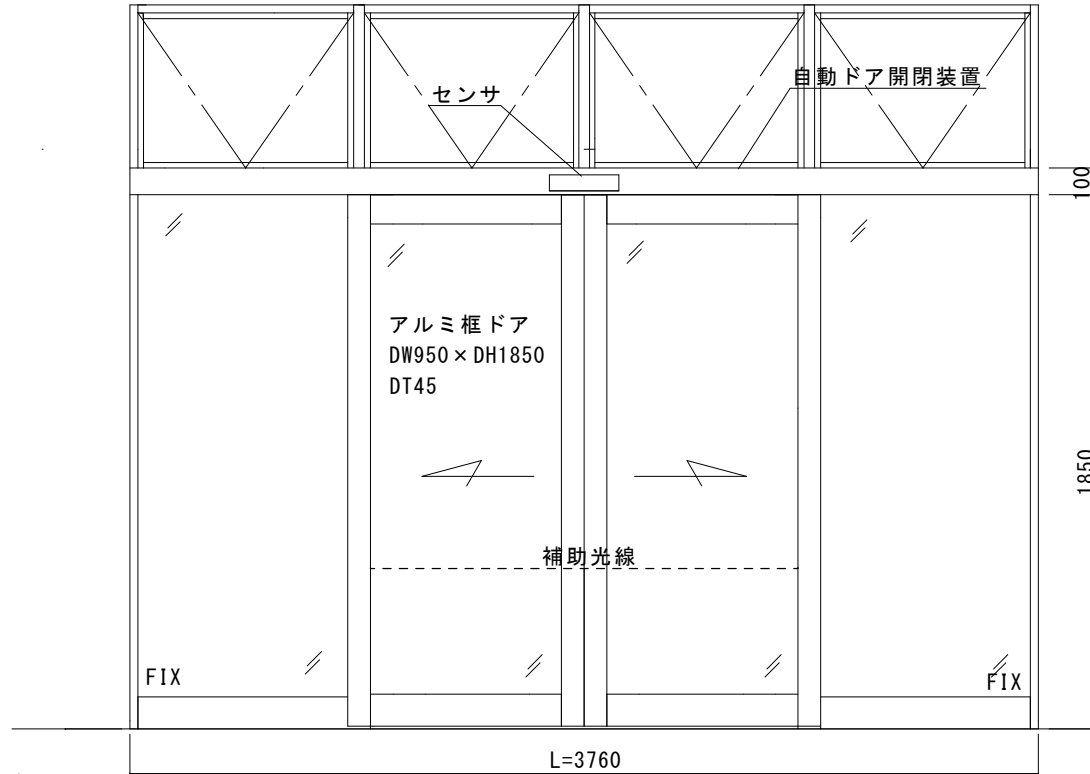 自動ドア開閉装置
センサ
100
アルミ框ドア
DW950×DH1850
DT45
1850
補助光線
FIX
FIX
L=3760